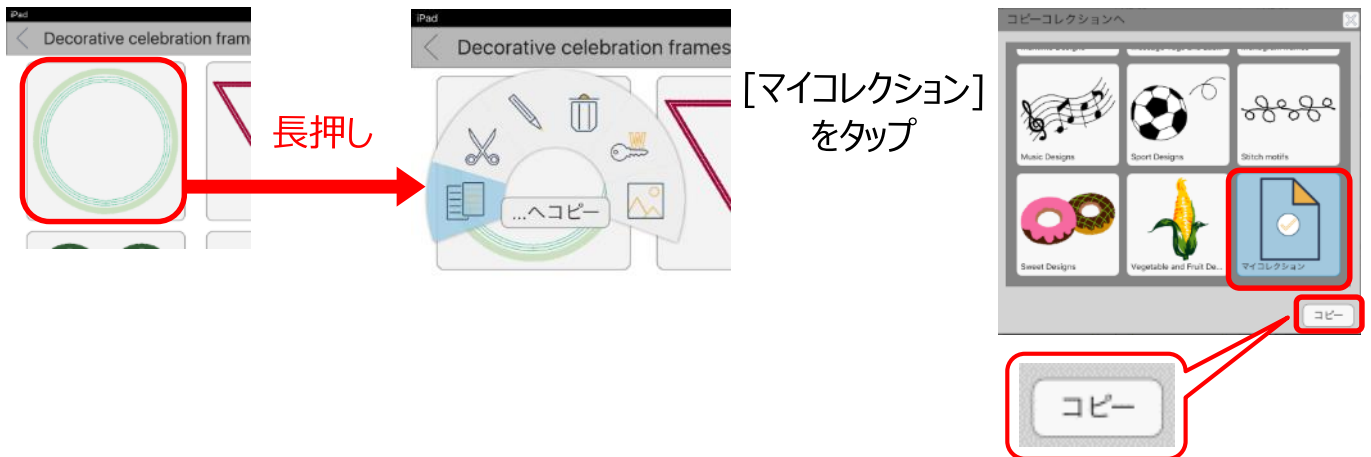 iPad
Decorative celebration fram
長押し
iPad
Decorative celebration frames
...へコピー
[マイコレクション]
をタップ
コピーコレクションへ
Music Designs
Sport Designs
Stitch motifs
Sweet Designs
Vegetable and Fruit De...
マイコレクション
コピー
コピー